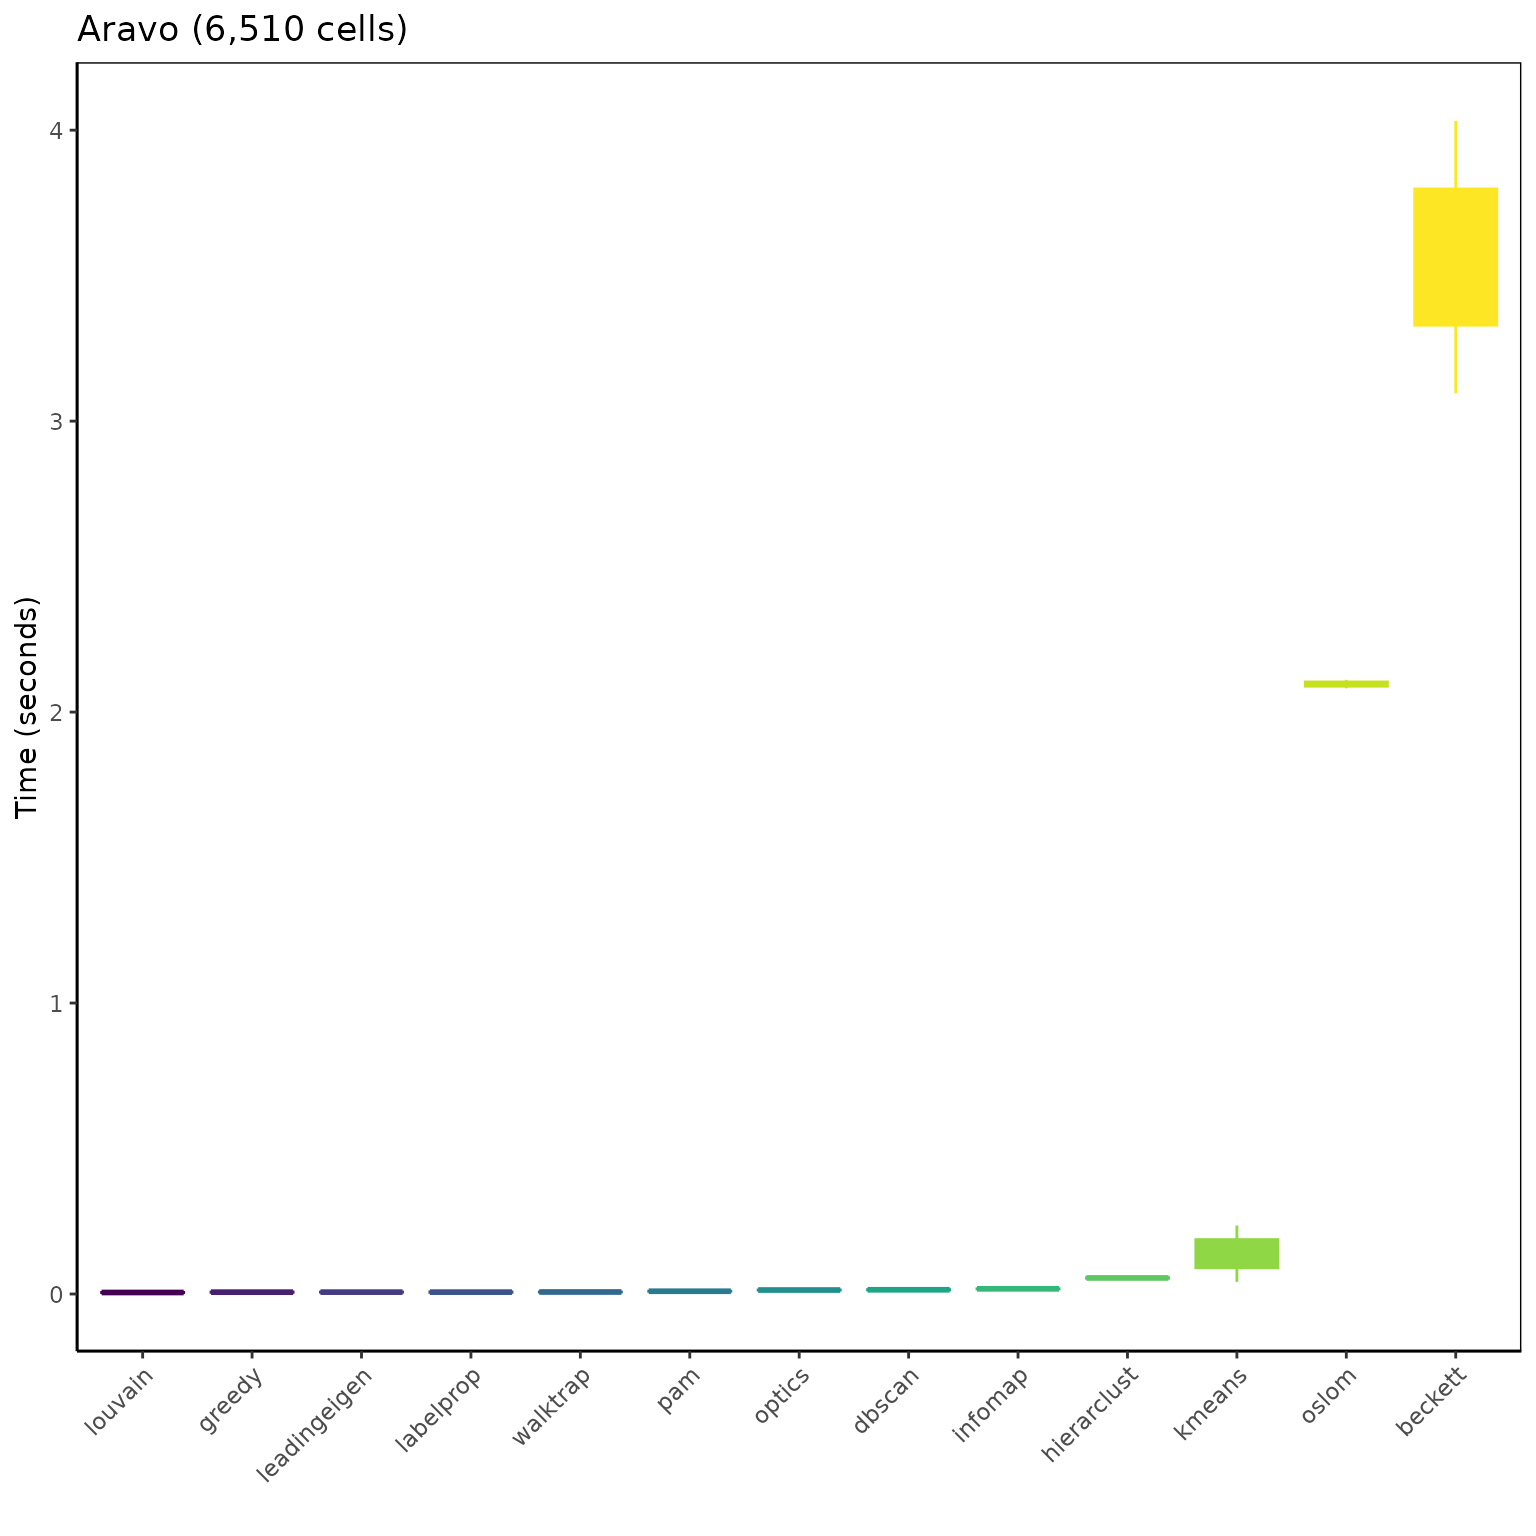 Aravo (6,510 cells)
Time (seconds)
4
3
2
1
0
louvain
greedy
leadingeigen
labelprop
walktrap
pam
optics
dbscan
infomap
hierarclust
kmeans
oslom
beckett